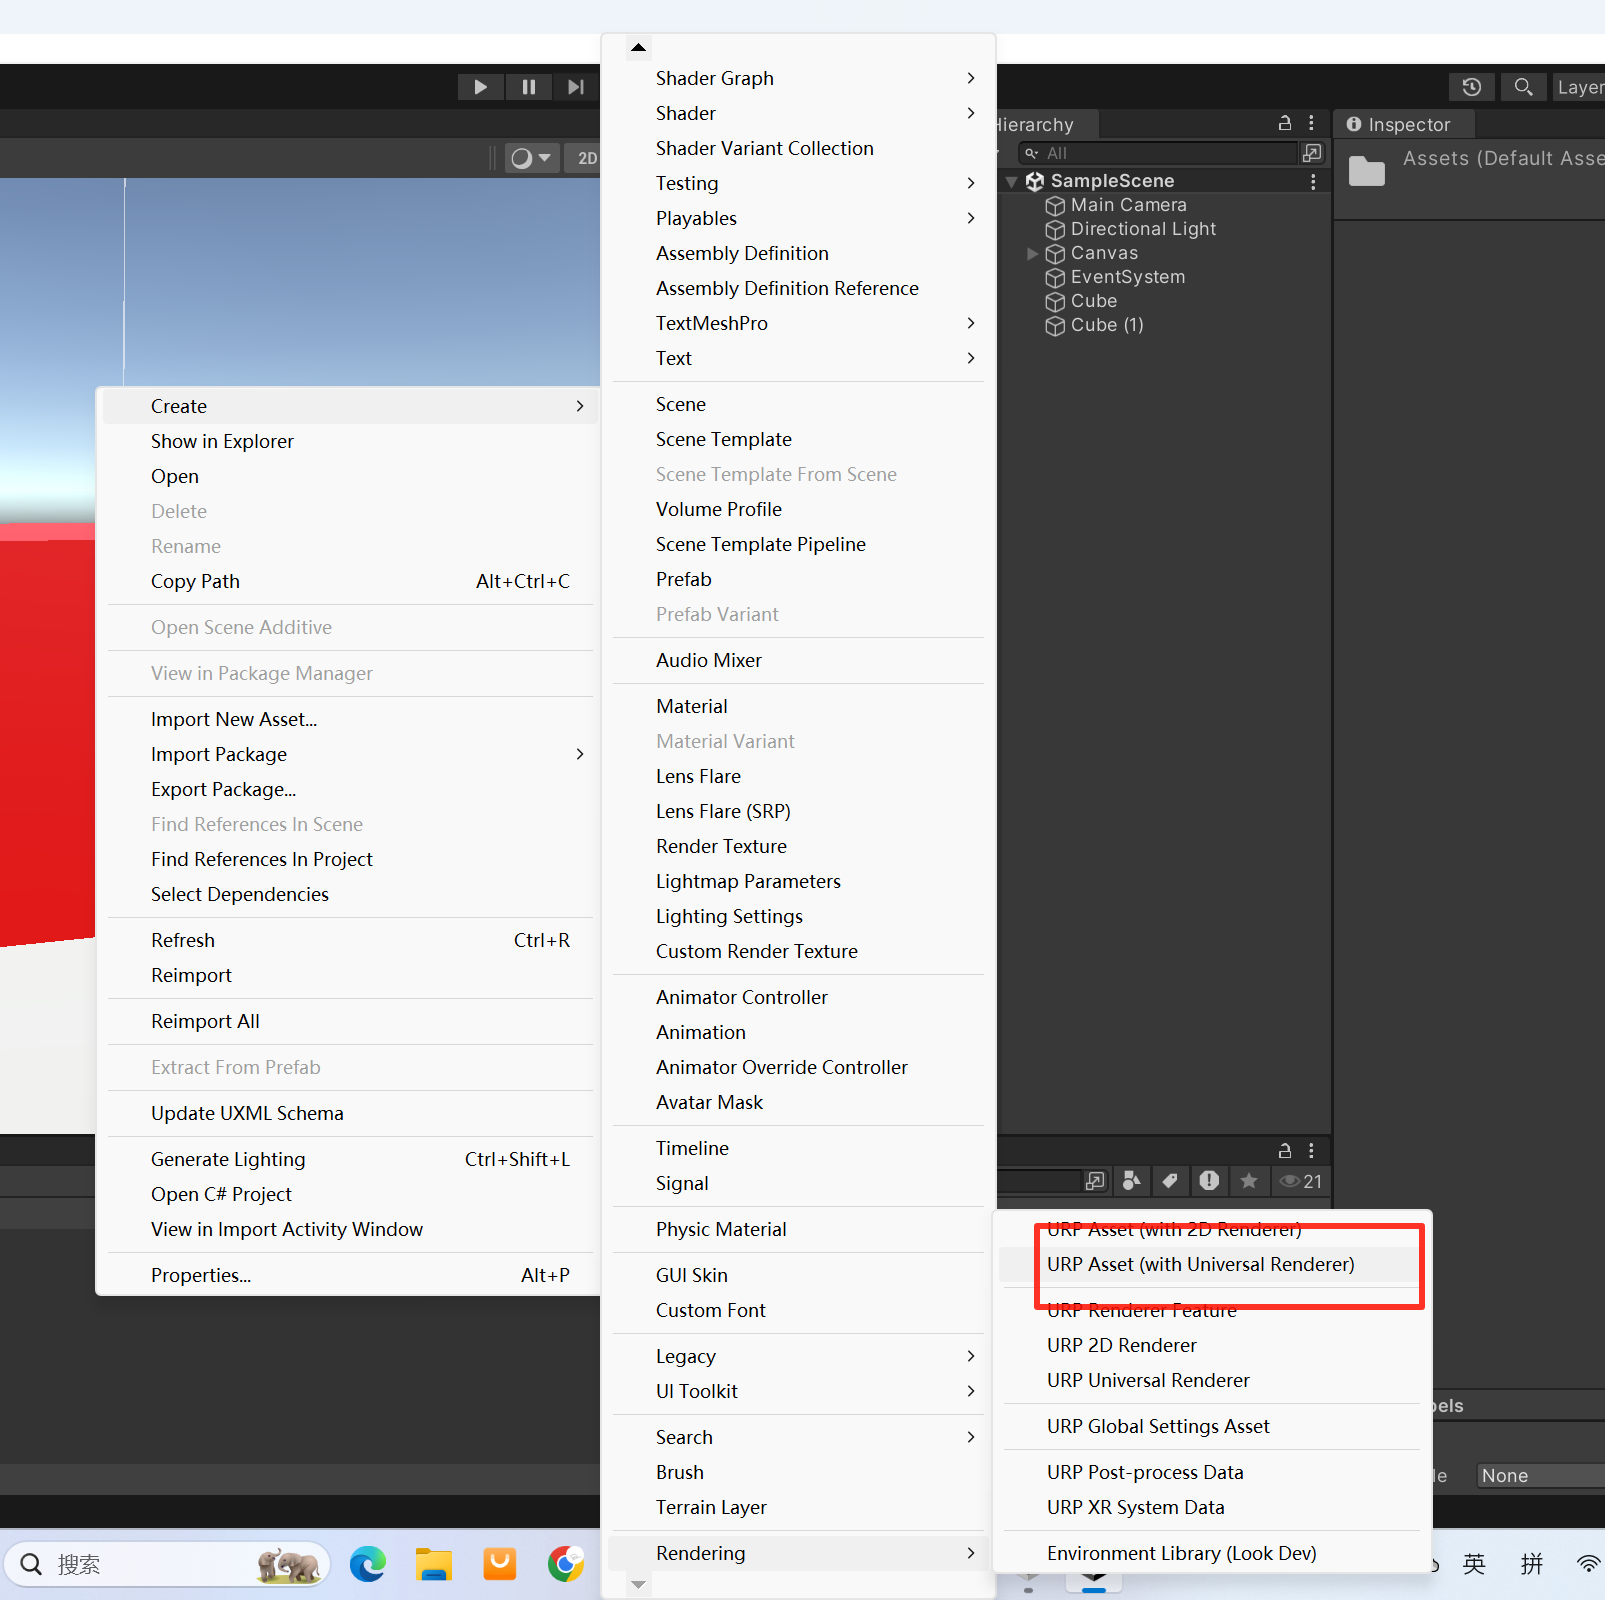 Shader Graph
Shader
Shader Variant Collection
Testing
Playables
Assembly Definition
Assembly Definition Reference
TextMeshPro
Text
Scene
Scene Template
Scene Template From Scene
Volume Profile
Scene Template Pipeline
Prefab
Prefab Variant
Audio Mixer
Material
Material Variant
Lens Flare
Lens Flare (SRP)
Render Texture
Lightmap Parameters
Lighting Settings
Custom Render Texture
Animator Controller
Animation
Animator Override Controller
Avatar Mask
Timeline
Signal
Physic Material
GUI Skin
Custom Font
Legacy
UI Toolkit
Search
Brush
Terrain Layer
Rendering
2D
Create
Show in Explorer
Open
Delete
Rename
Copy Path Alt+Ctrl+C
Open Scene Additive
View in Package Manager
Import New Asset...
Import Package
Export Package...
Find References In Scene
Find References In Project
Select Dependencies
Refresh Ctrl+R
Reimport
Reimport All
Extract From Prefab
Update UXML Schema
Generate Lighting Ctrl+Shift+L
Open C# Project
View in Import Activity Window
Properties... Alt+P
Layer
Hierarchy
All
SampleScene
Main Camera
Directional Light
Canvas
EventSystem
Cube
Cube (1)
Inspector
Assets (Default Asse
21
URP Asset (with 2D Renderer)
URP Asset (with Universal Renderer)
URP Renderer Feature
URP 2D Renderer
URP Universal Renderer
URP Global Settings Asset
URP Post-process Data
URP XR System Data
Environment Library (Look Dev)
bels
le None
搜索
英 拼